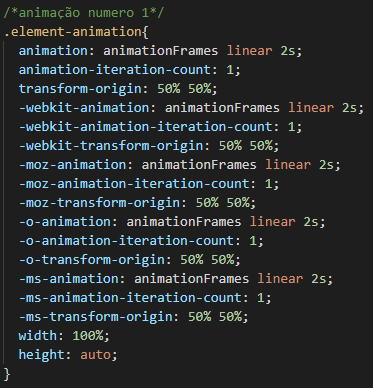 /*animação numero 1*/
.element-animation{
animation: animationFrames linear 2s;
animation-iteration-count: 1;
transform-origin: 50% 50%;
-webkit-animation: animationFrames linear 2s;
-webkit-animation-iteration-count: 1;
-webkit-transform-origin: 50% 50%;
-moz-animation: animationFrames linear 2s;
-moz-animation-iteration-count: 1;
-moz-transform-origin: 50% 50%;
-o-animation: animationFrames linear 2s;
-o-animation-iteration-count: 1;
-o-transform-origin: 50% 50%;
-ms-animation: animationFrames linear 2s;
-ms-animation-iteration-count: 1;
-ms-transform-origin: 50% 50%;
width: 100%;
height: auto;
}